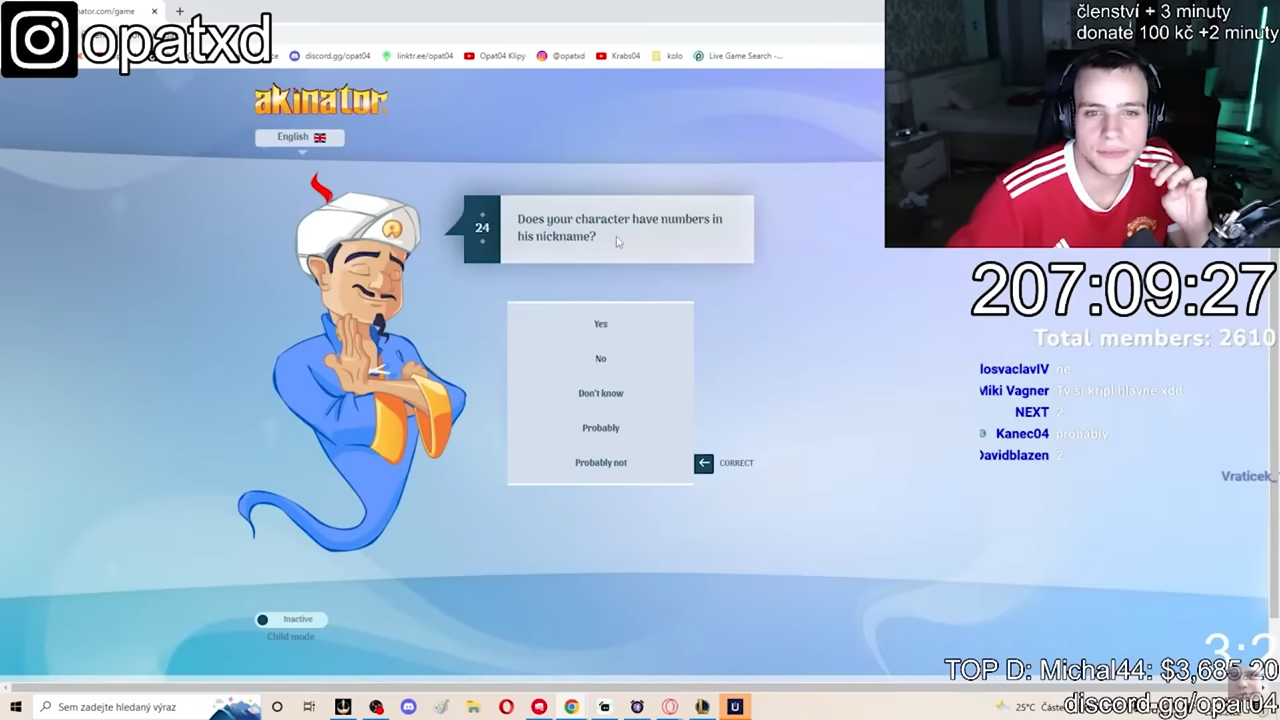 opatxd
nator.com/game
discord.gg/opat04
linktr.ee/opat04
Opat04 Klipy
@opatxd
Krabs04
kolo
Live Game Search -...
členství + 3 minuty
donate 100 kč +2 minuty
akinator
English
24
Does your character have numbers in
his nickname?
Yes
No
Don't know
Probably
Probably not
CORRECT
207:09:27
Total members: 2610
losvaclavIV ne
Miki Vagner Ty si kripl hlavne xdd
NEXT 2
Kanec04 probably
Davidblazen 2
Vraticek_
Inactive
Child mode
3:2
TOP D: Michal44: $3,685.20
discord.gg/opat04
Sem zadejte hledaný výraz
25°C